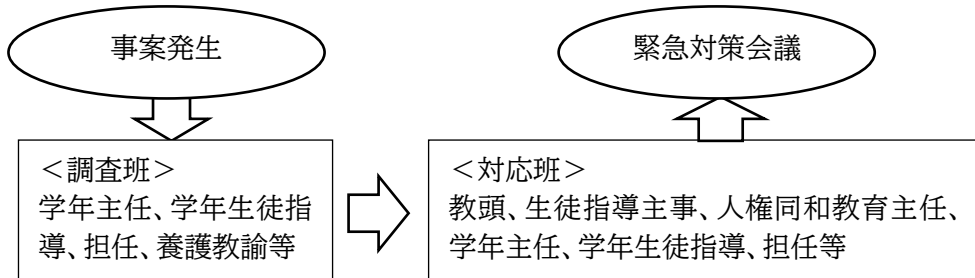 事案発生
緊急対策会議
＜調査班＞
学年主任、学年生徒指
導、担任、養護教諭等
＜対応班＞
教頭、生徒指導主事、人権同和教育主任、
学年主任、学年生徒指導、担任等